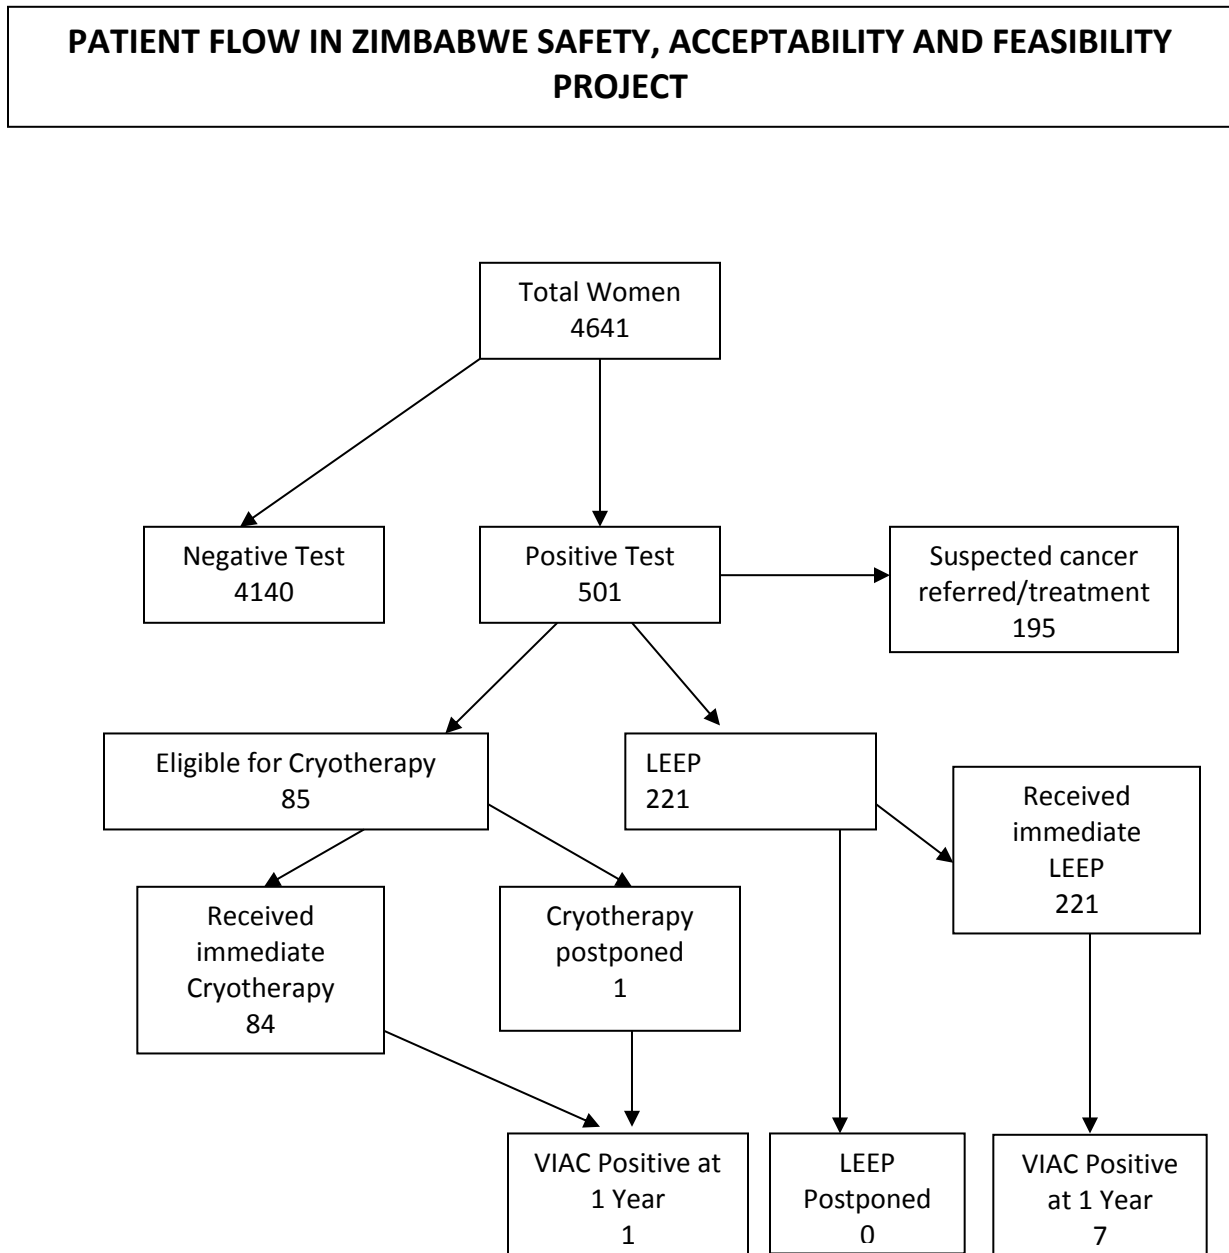 PATIENT FLOW IN ZIMBABWE SAFETY, ACCEPTABILITY AND FEASIBILITY
PROJECT
Total Women
4641
Negative Test
4140
Positive Test
501
Suspected cancer
referred/treatment
195
Eligible for Cryotherapy
85
LEEP
221
Received
immediate
LEEP
221
Received
immediate
Cryotherapy
84
Cryotherapy
postponed
1
VIAC Positive at
1 Year
1
LEEP
Postponed
0
VIAC Positive
at 1 Year
7